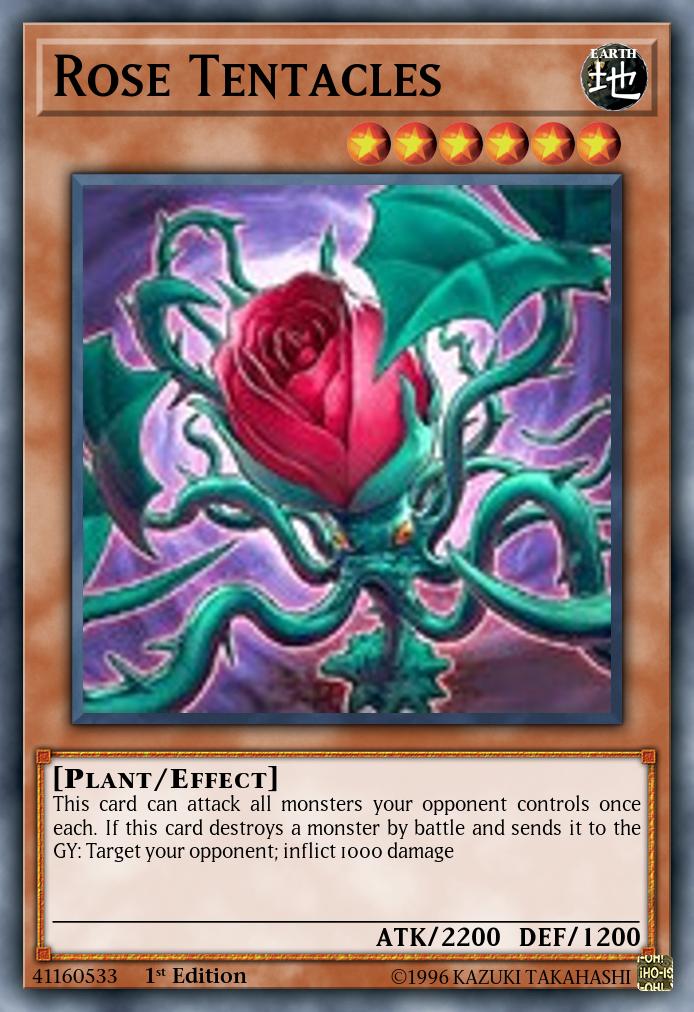 Rose Tentacles
EARTH
地
[Plant/Effect]
This card can attack all monsters your opponent controls once
each. If this card destroys a monster by battle and sends it to the
GY: Target your opponent; inflict 1000 damage
ATK/2200 DEF/1200
41160533 1st Edition ©1996 KAZUKI TAKAHASHI